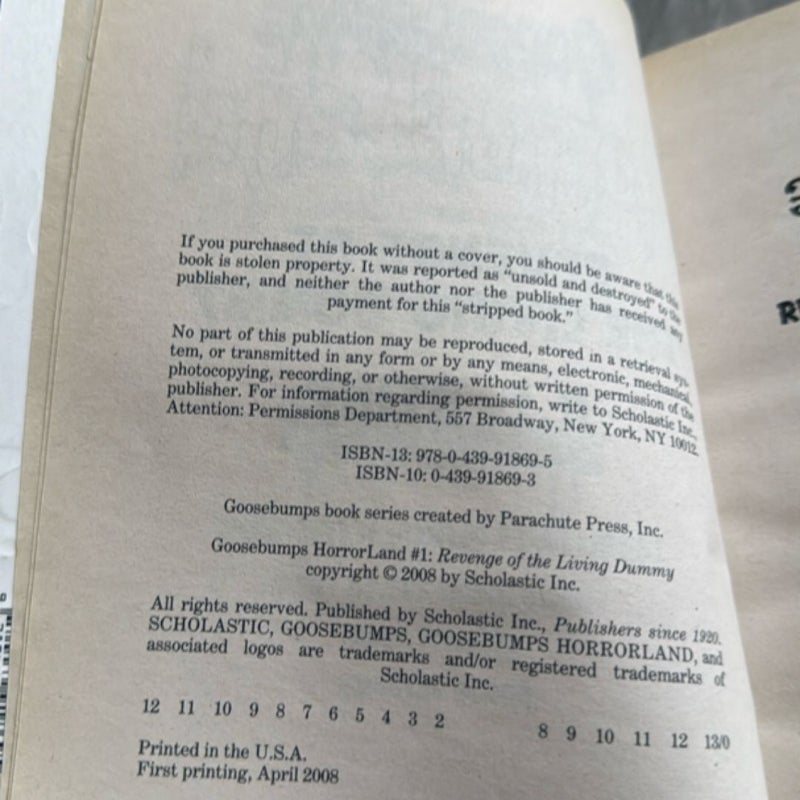 If you purchased this book without a cover, you should be aware that this
book is stolen property. It was reported as "unsold and destroyed" to the
publisher, and neither the author nor the publisher has received any
payment for this "stripped book."
No part of this publication may be reproduced, stored in a retrieval sys-
tem, or transmitted in any form or by any means, electronic, mechanical,
photocopying, recording, or otherwise, without written permission of the
publisher. For information regarding permission, write to Scholastic Inc.,
Attention: Permissions Department, 557 Broadway, New York, NY 10012.
ISBN-13: 978-0-439-91869-5
ISBN-10: 0-439-91869-3
Goosebumps book series created by Parachute Press, Inc.
Goosebumps HorrorLand #1: Revenge of the Living Dummy
copyright © 2008 by Scholastic Inc.
All rights reserved. Published by Scholastic Inc., Publishers since 1920.
SCHOLASTIC, GOOSEBUMPS, GOOSEBUMPS HORRORLAND, and
associated logos are trademarks and/or registered trademarks of
Scholastic Inc.
12 11 10 9 8 7 6 5 4 3 2 8 9 10 11 12 13/0
Printed in the U.S.A.
First printing, April 2008